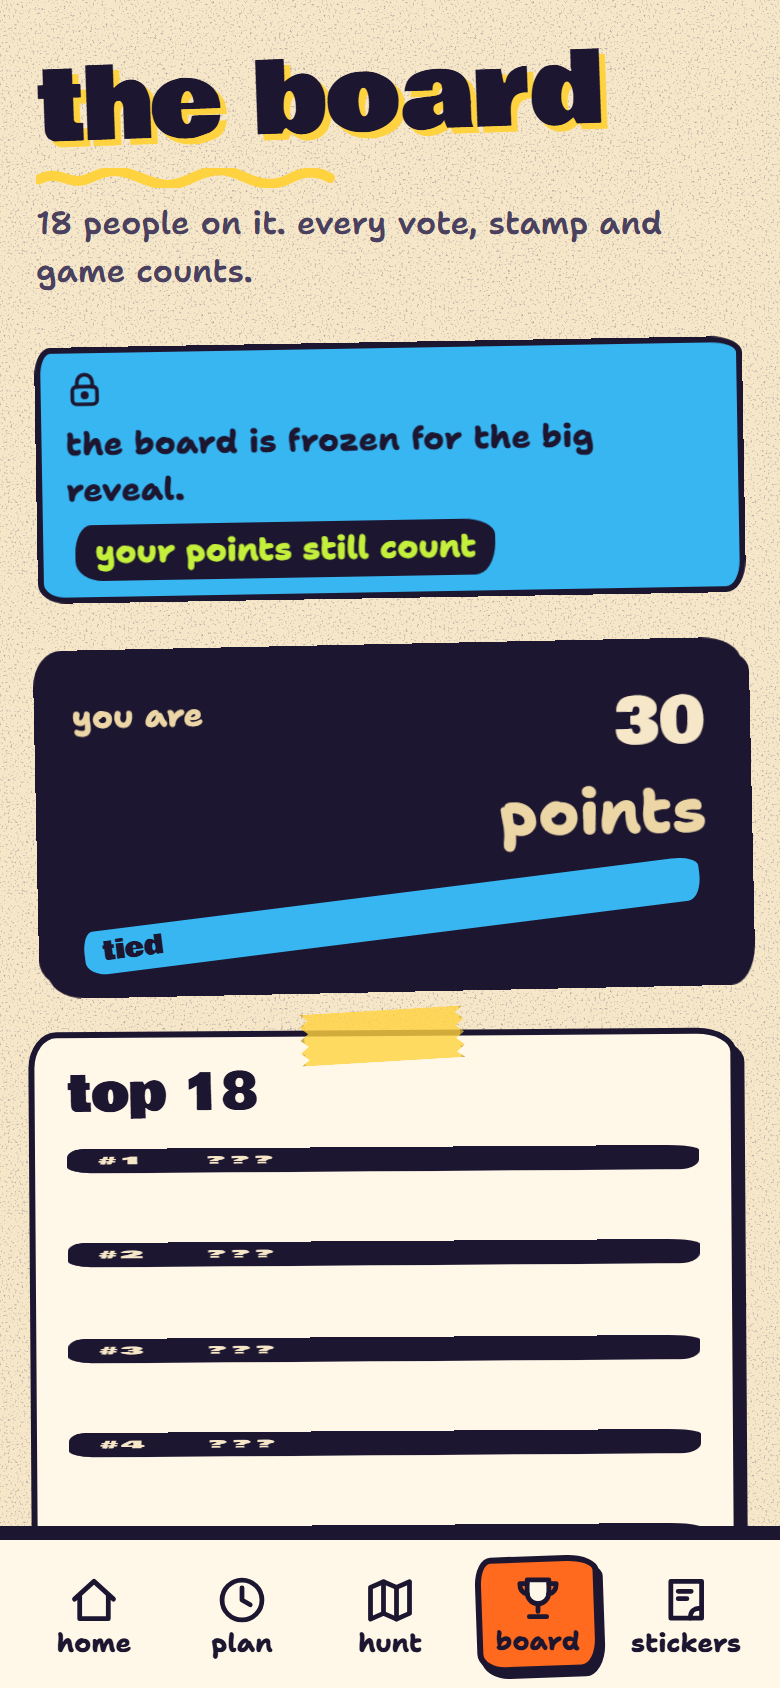 the board
18 people on it. every vote, stamp and
game counts.
the board is frozen for the big
reveal.
your points still count
you are
30
points
tied
top 18
#1 ???
#2 ???
#3 ???
#4 ???
home plan hunt board stickers